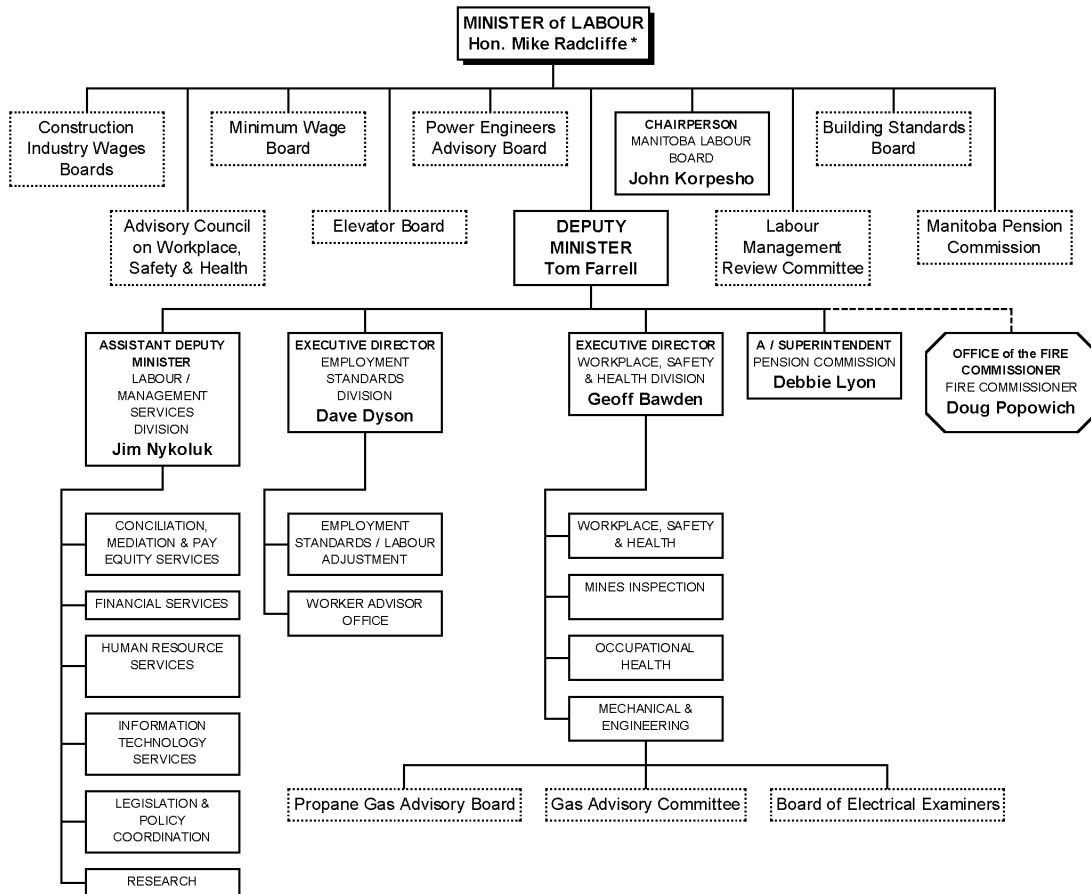 MINISTER of LABOUR
Hon. Mike Radcliffe *
Construction
Industry Wages
Boards
Minimum Wage
Board
Power Engineers
Advisory Board
CHAIRPERSON
MANITOBA LABOUR
BOARD
John Korpesho
Building Standards
Board
Advisory Council
on Workplace,
Safety & Health
Elevator Board
DEPUTY
MINISTER
Tom Farrell
Labour
Management
Review Committee
Manitoba Pension
Commission
ASSISTANT DEPUTY
MINISTER
LABOUR /
MANAGEMENT
SERVICES
DIVISION
Jim Nykoluk
EXECUTIVE DIRECTOR
EMPLOYMENT
STANDARDS
DIVISION
Dave Dyson
EXECUTIVE DIRECTOR
WORKPLACE, SAFETY
& HEALTH DIVISION
Geoff Bawden
A / SUPERINTENDENT
PENSION COMMISSION
Debbie Lyon
OFFICE of the FIRE
COMMISSIONER
FIRE COMMISSIONER
Doug Popowich
CONCILIATION,
MEDIATION & PAY
EQUITY SERVICES
FINANCIAL SERVICES
HUMAN RESOURCE
SERVICES
INFORMATION
TECHNOLOGY
SERVICES
LEGISLATION &
POLICY
COORDINATION
RESEARCH
EMPLOYMENT
STANDARDS / LABOUR
ADJUSTMENT
WORKER ADVISOR
OFFICE
WORKPLACE, SAFETY
& HEALTH
MINES INSPECTION
OCCUPATIONAL
HEALTH
MECHANICAL &
ENGINEERING
Propane Gas Advisory Board
Gas Advisory Committee
Board of Electrical Examiners